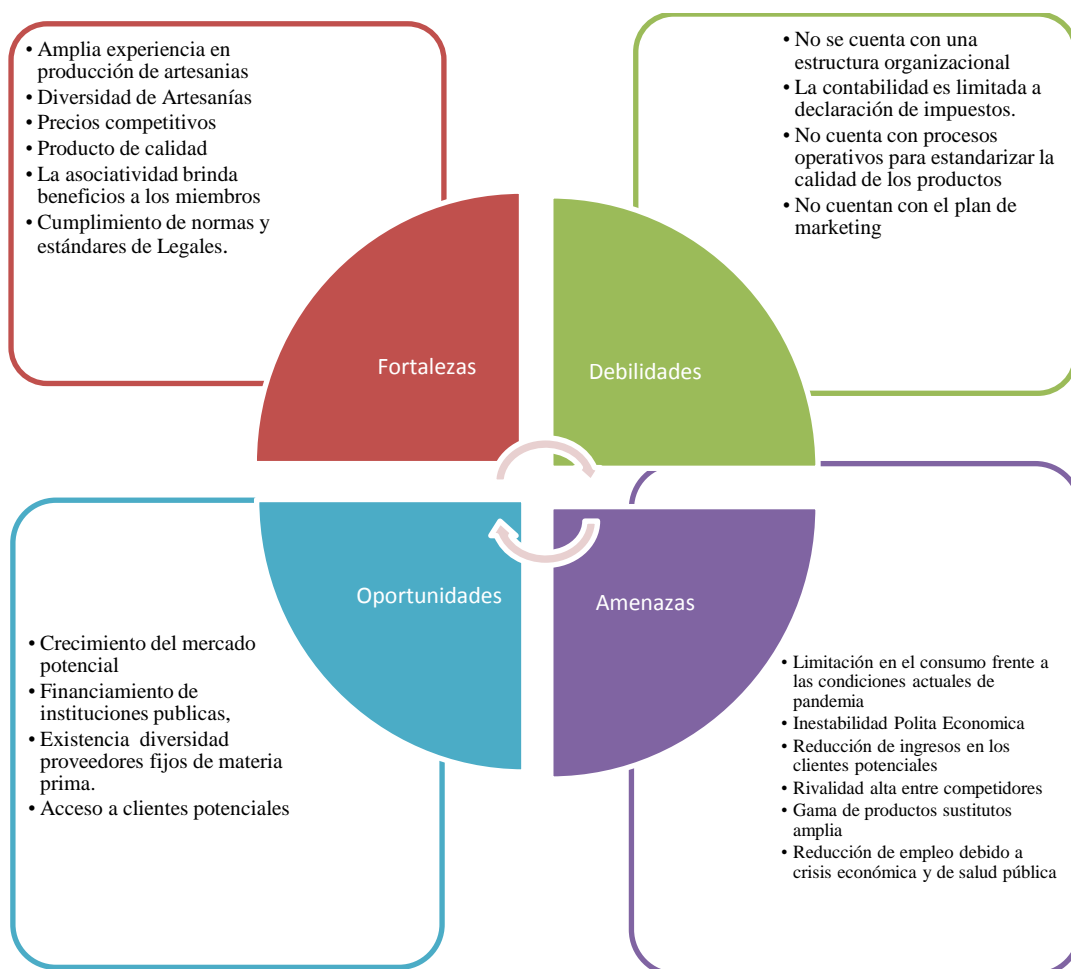 • Amplia experiencia en
producción de artesanias
• Diversidad de Artesanías
• Precios competitivos
• Producto de calidad
• La asociatividad brinda
beneficios a los miembros
• Cumplimiento de normas y
estándares de Legales.
Fortalezas
• No se cuenta con una
estructura organizacional
• La contabilidad es limitada a
declaración de impuestos.
• No cuenta con procesos
operativos para estandarizar la
calidad de los productos
• No cuentan con el plan de
marketing
Debilidades
Oportunidades
• Crecimiento del mercado
potencial
• Financiamiento de
instituciones publicas,
• Existencia diversidad
proveedores fijos de materia
prima.
• Acceso a clientes potenciales
Amenazas
• Limitación en el consumo frente a
las condiciones actuales de
pandemia
• Inestabilidad Polita Economica
• Reducción de ingresos en los
clientes potenciales
• Rivalidad alta entre competidores
• Gama de productos sustitutos
amplia
• Reducción de empleo debido a
crisis económica y de salud pública